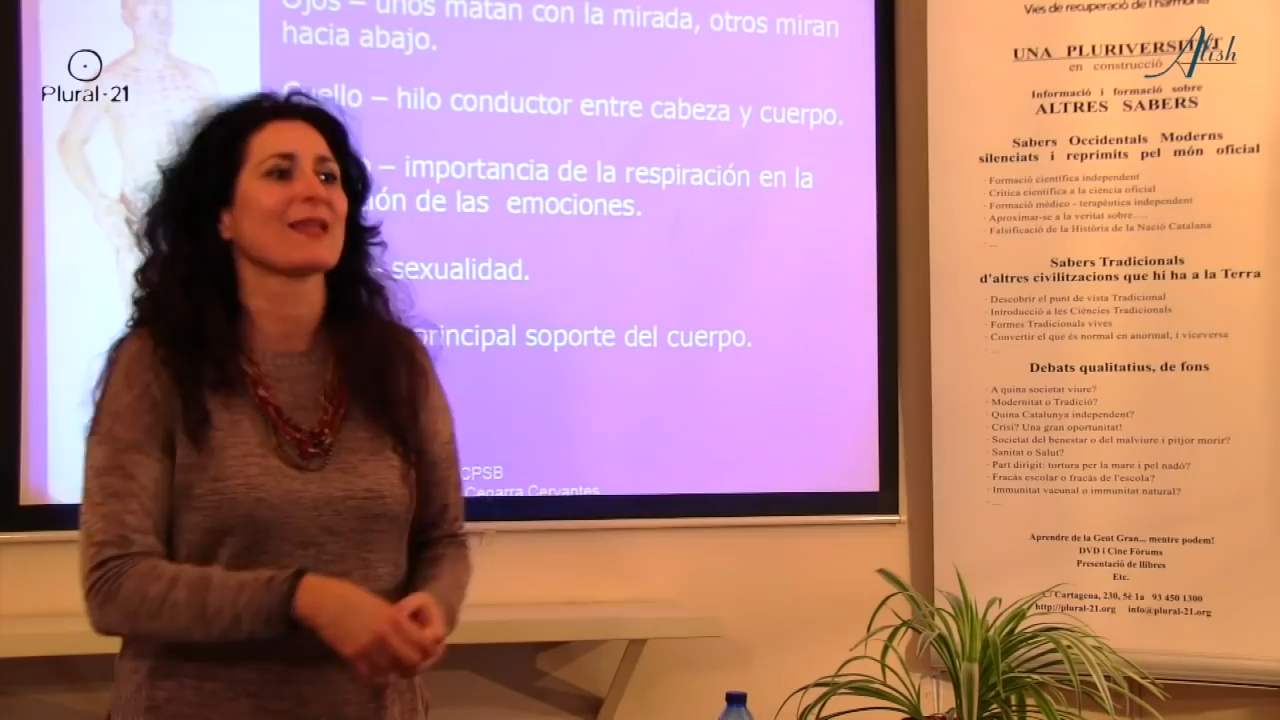 Plural-21
Ojos – unos matan con la mirada, otros miran
hacia abajo.
Cuello – hilo conductor entre cabeza y cuerpo.
– importancia de la respiración en la
de las emociones.
- sexualidad.
principal soporte del cuerpo.
CPSB
Cegarra Cervantes
Alish
Vies de recuperació de l'harmonia
UNA PLURIVERSITAT
en construcció
Informació i formació sobre
ALTRES SABERS
Sabers Occidentals Moderns
silenciats i reprimits pel món oficial
· Formació científica independent
· Crítica científica a la ciència oficial
· Formació mèdico - terapèutica independent
· Aproximar-se a la veritat sobre....
· Falsificació de la Història de la Nació Catalana
· ...
Sabers Tradicionals
d'altres civilitzacions que hi ha a la Terra
· Descobrir el punt de vista Tradicional
· Introducció a les Ciències Tradicionals
· Formes Tradicionals vives
· Convertir el que és normal en anormal, i viceversa
· ...
Debats qualitatius, de fons
· A quina societat viure?
· Modernitat o Tradició?
· Quina Catalunya independent?
· Crisi? Una gran oportunitat!
· Societat del benestar o del malviure i pitjor morir?
· Sanitat o Salut?
· Part dirigit: tortura per la mare i pel nadó?
· Fracàs escolar o fracàs de l'escola?
· Immunitat vacunal o immunitat natural?
· ...
Aprendre de la Gent Gran... mentre podem!
DVD i Cine Fòrums
Presentació de llibres
Etc.
C/ Cartagena, 230, 5è 1a 93 450 1300
http://plural-21.org info@plural-21.org